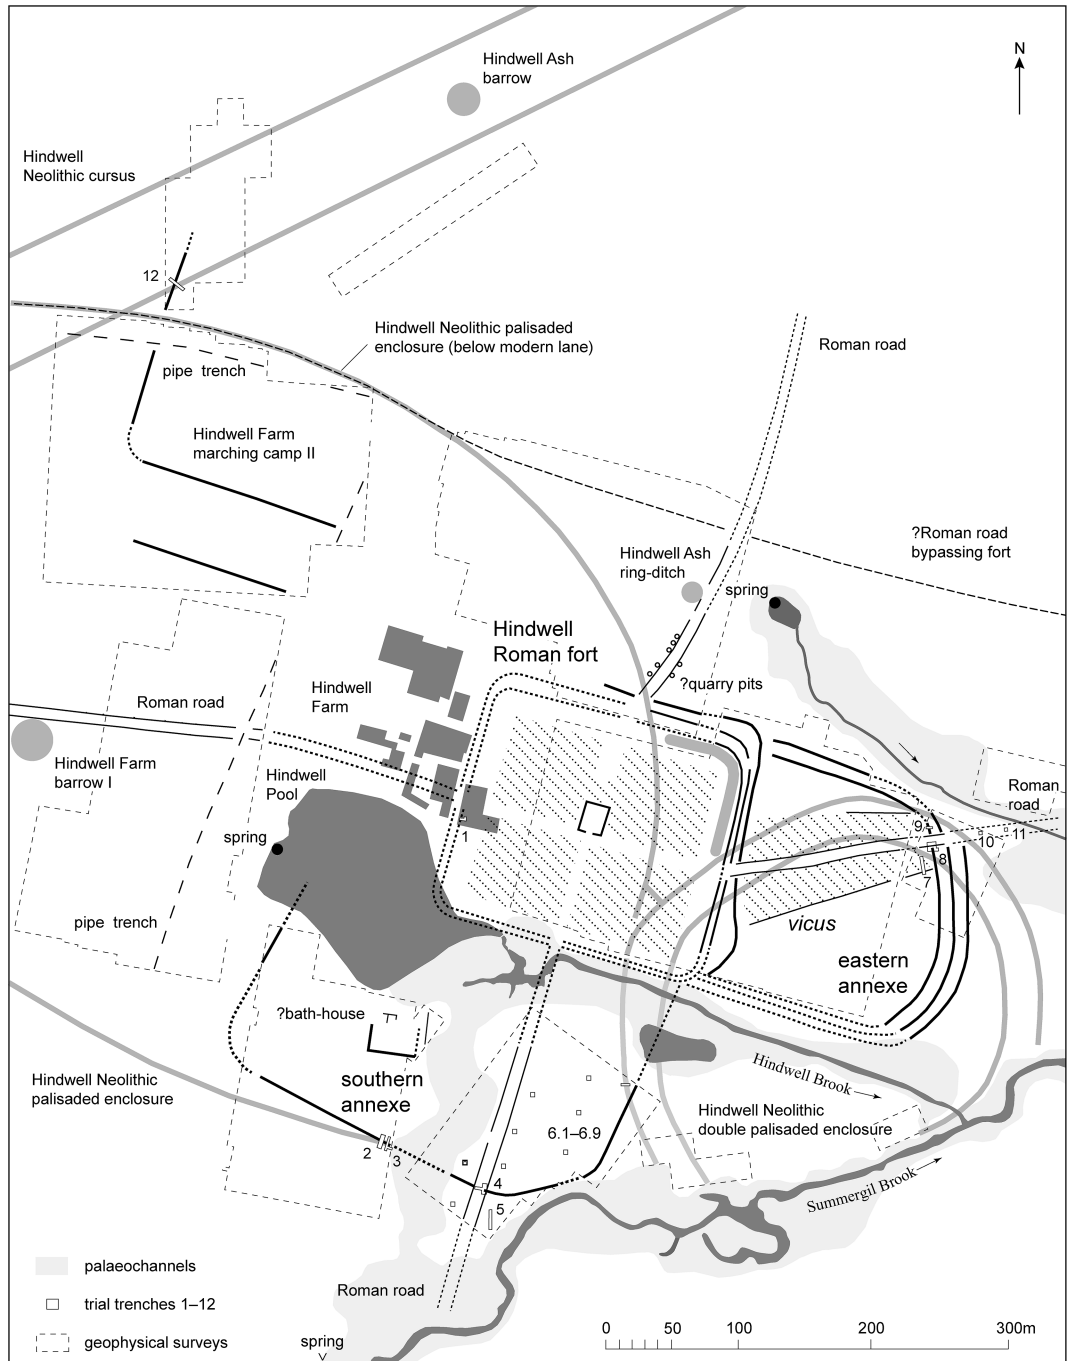 Hindwell Ash
barrow
N
Hindwell
Neolithic cursus
12
Hindwell Neolithic palisaded
enclosure (below modern lane)
Roman road
pipe trench
Hindwell Farm
marching camp II
?Roman road
bypassing fort
Hindwell Ash
ring-ditch
spring
Hindwell
Roman fort
?quarry pits
Hindwell
Farm
Roman road
Hindwell Farm
barrow I
Hindwell
Pool
Roman
road
spring
1
9
10
11
8
7
pipe trench
vicus
eastern
annexe
?bath-house
Hindwell Brook
southern
annexe
Hindwell Neolithic
palisaded enclosure
Hindwell Neolithic
double palisaded enclosure
6.1–6.9
2
3
4
5
Summergil Brook
palaeochannels
trial trenches 1–12
geophysical surveys
Roman road
spring
0
50
100
200
300m